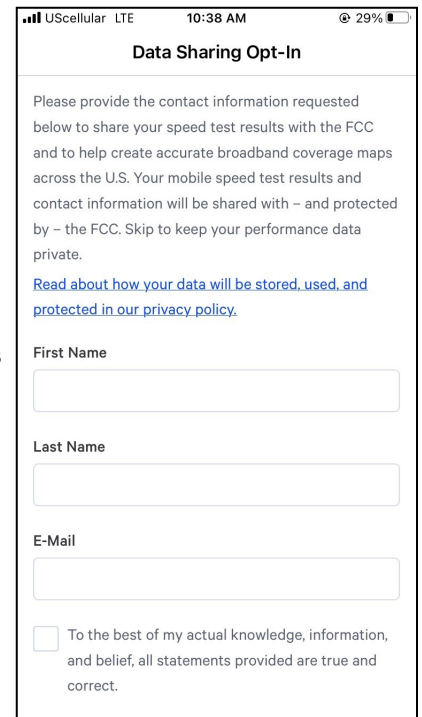 UScellular LTE 10:38 AM 29%
Data Sharing Opt-In
Please provide the contact information requested
below to share your speed test results with the FCC
and to help create accurate broadband coverage maps
across the U.S. Your mobile speed test results and
contact information will be shared with – and protected
by – the FCC. Skip to keep your performance data
private.
Read about how your data will be stored, used, and
protected in our privacy policy.
First Name
Last Name
E-Mail
To the best of my actual knowledge, information,
and belief, all statements provided are true and
correct.